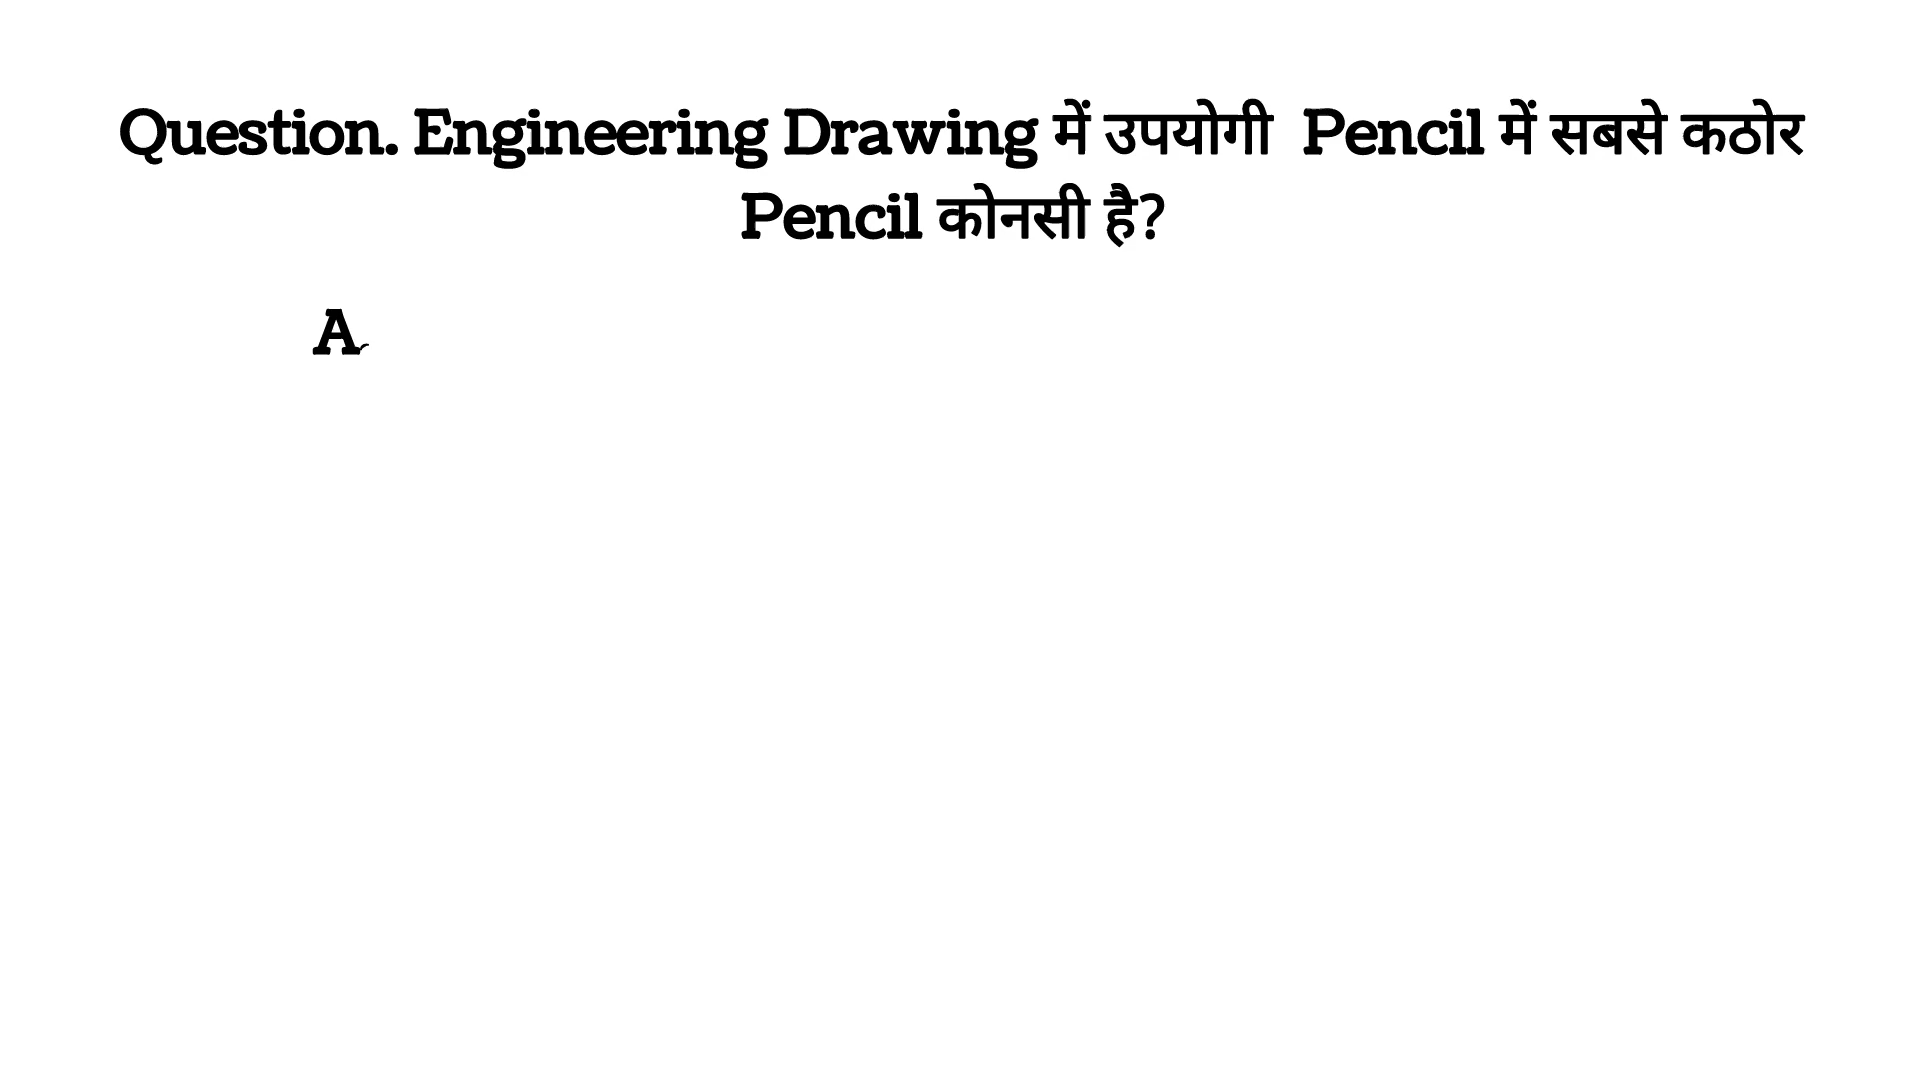 Question. Engineering Drawing में उपयोगी Pencil में सबसे कठोर
Pencil कोनसी है?
A